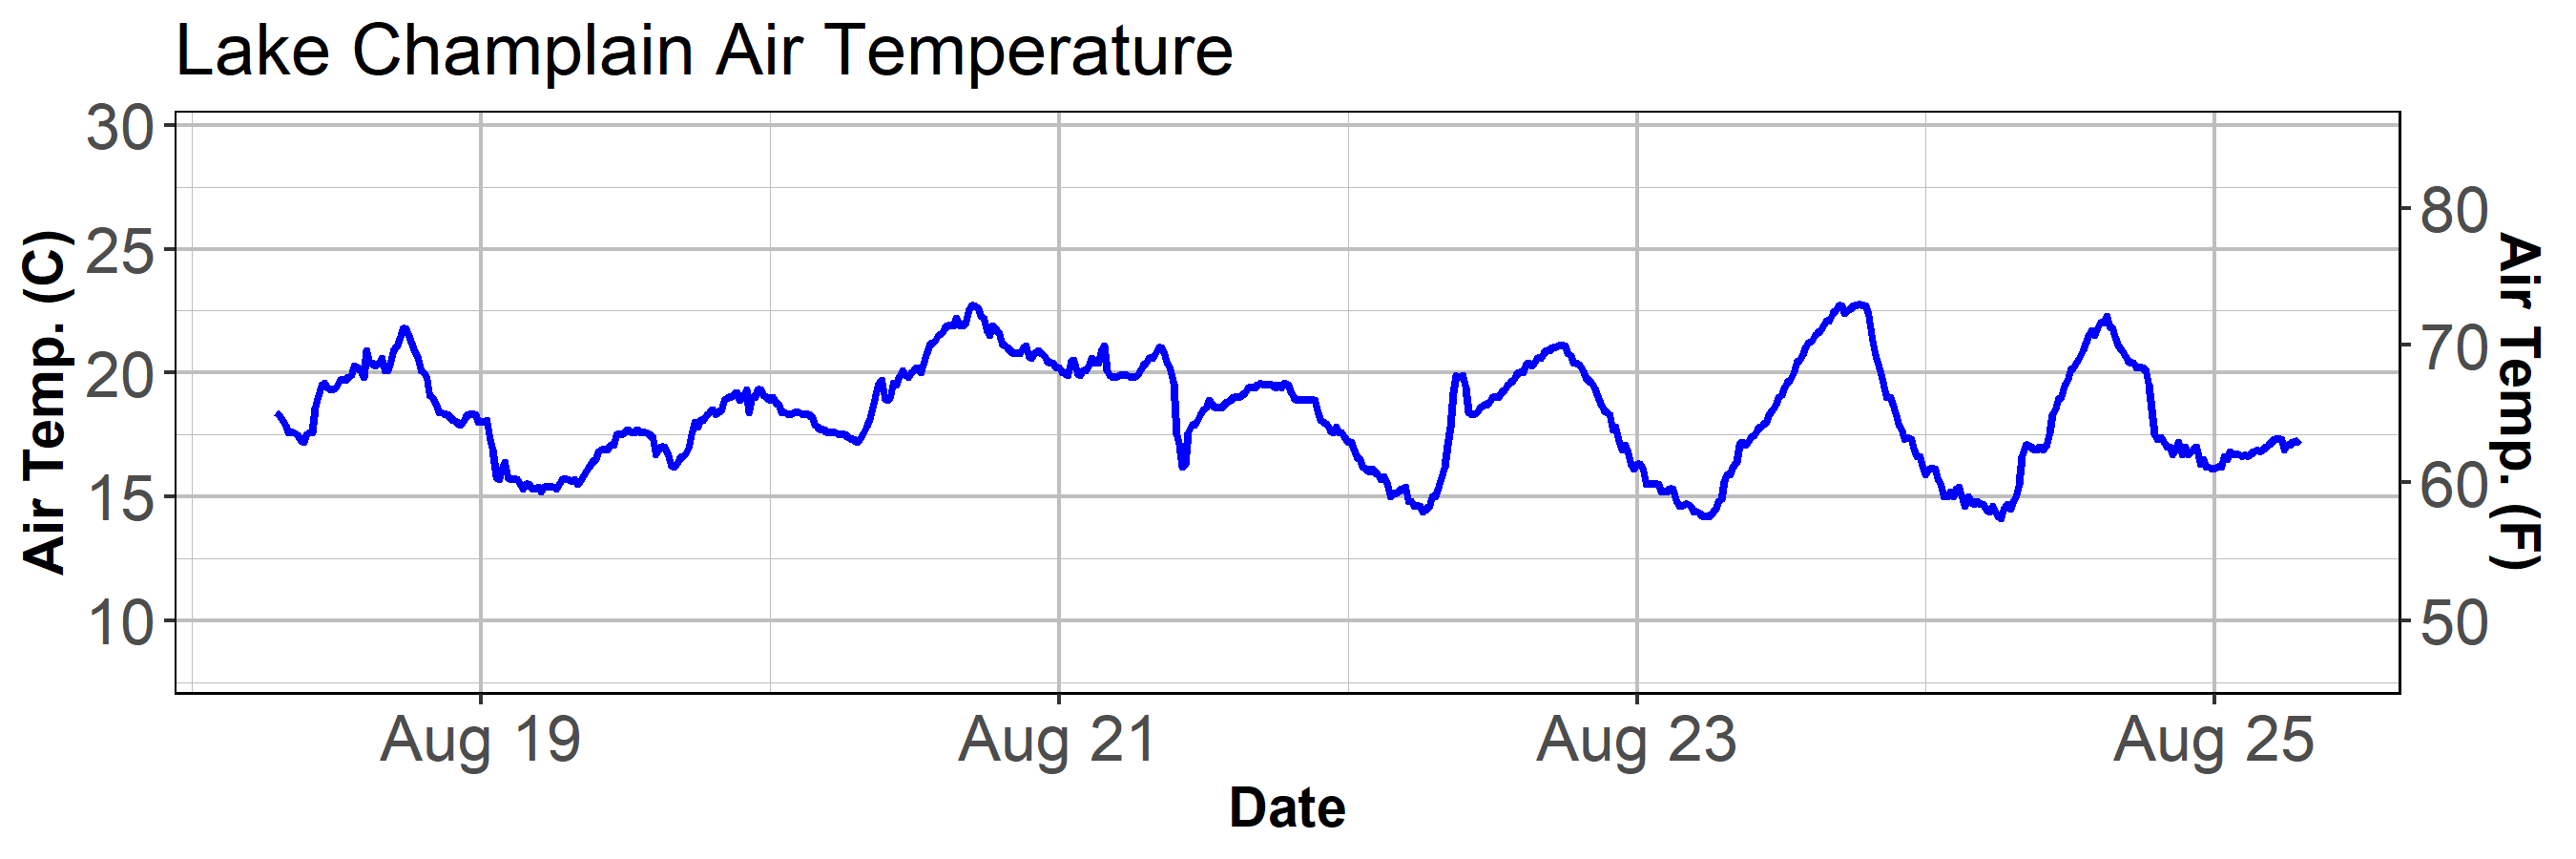 Lake Champlain Air Temperature
30
25
20
15
10
Air Temp. (C)
80
70
60
50
Air Temp. (F)
Aug 19 Aug 21 Aug 23 Aug 25
Date